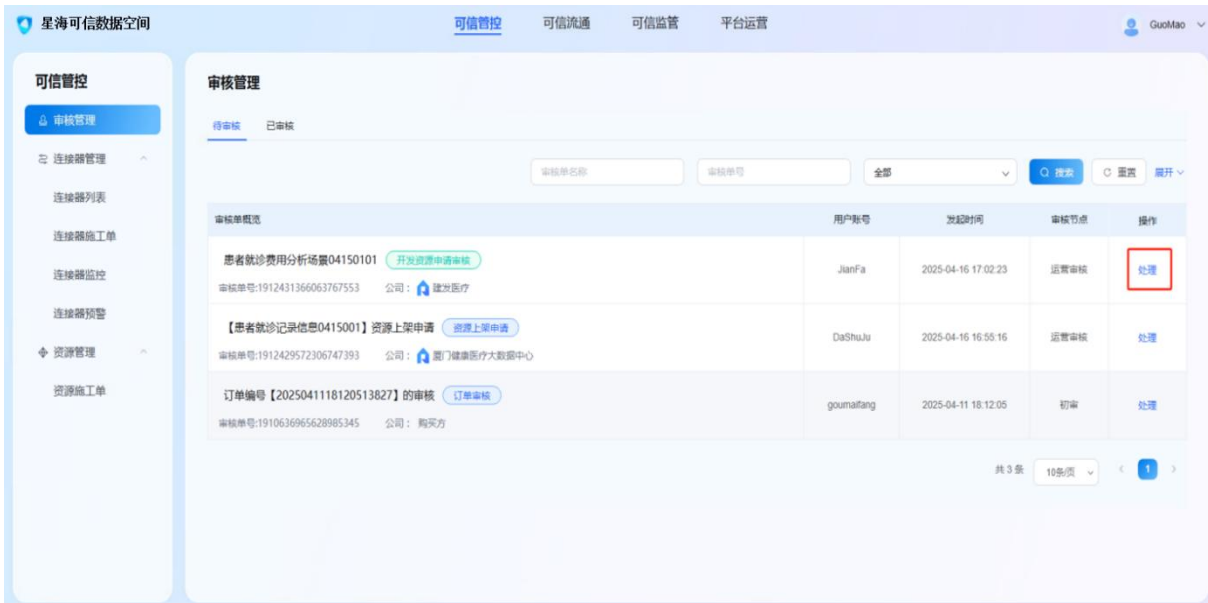 星海可信数据空间 可信管控 可信流通 可信监管 平台运营 GuoMao
可信管控
审核管理
连接器管理
连接器列表
连接器施工单
连接器监控
连接器预警
资源管理
资源施工单
审核管理
待审核 已审核
审核单名称 审核单号 全部 搜索 重置 展开
审核单概览 用户账号 发起时间 审核节点 操作
患者就诊费用分析场景04150101 开发资源申请审核
审核单号:1912431366063767553 公司： 建发医疗
JianFa 2025-04-16 17:02:23 运营审核 处理
【患者就诊记录信息0415001】资源上架申请 资源上架申请
审核单号:1912429572306747393 公司： 厦门健康医疗大数据中心
DaShuJu 2025-04-16 16:55:16 运营审核 处理
订单编号【2025041118120513827】的审核 订单审核
审核单号:1910636965628985345 公司： 购买方
goumaifang 2025-04-11 18:12:05 初审 处理
共 3 条 10条/页 1